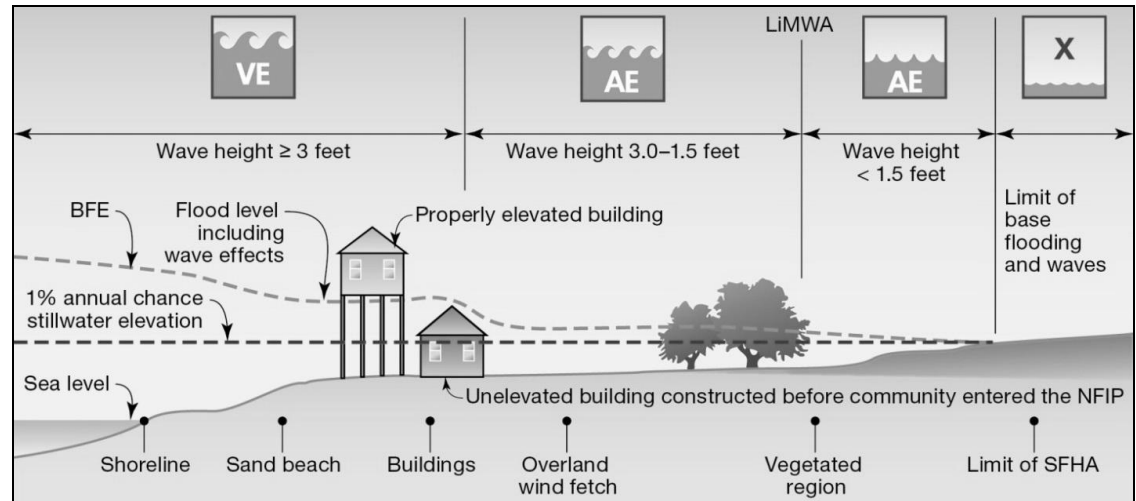 LiMWA
VE
AE
AE
X
Wave height ≥ 3 feet
Wave height 3.0–1.5 feet
Wave height
< 1.5 feet
Limit of
base
flooding
and waves
BFE
Flood level
including
wave effects
Properly elevated building
1% annual chance
stillwater elevation
Sea level
Unelevated building constructed before community entered the NFIP
Shoreline
Sand beach
Buildings
Overland
wind fetch
Vegetated
region
Limit of SFHA